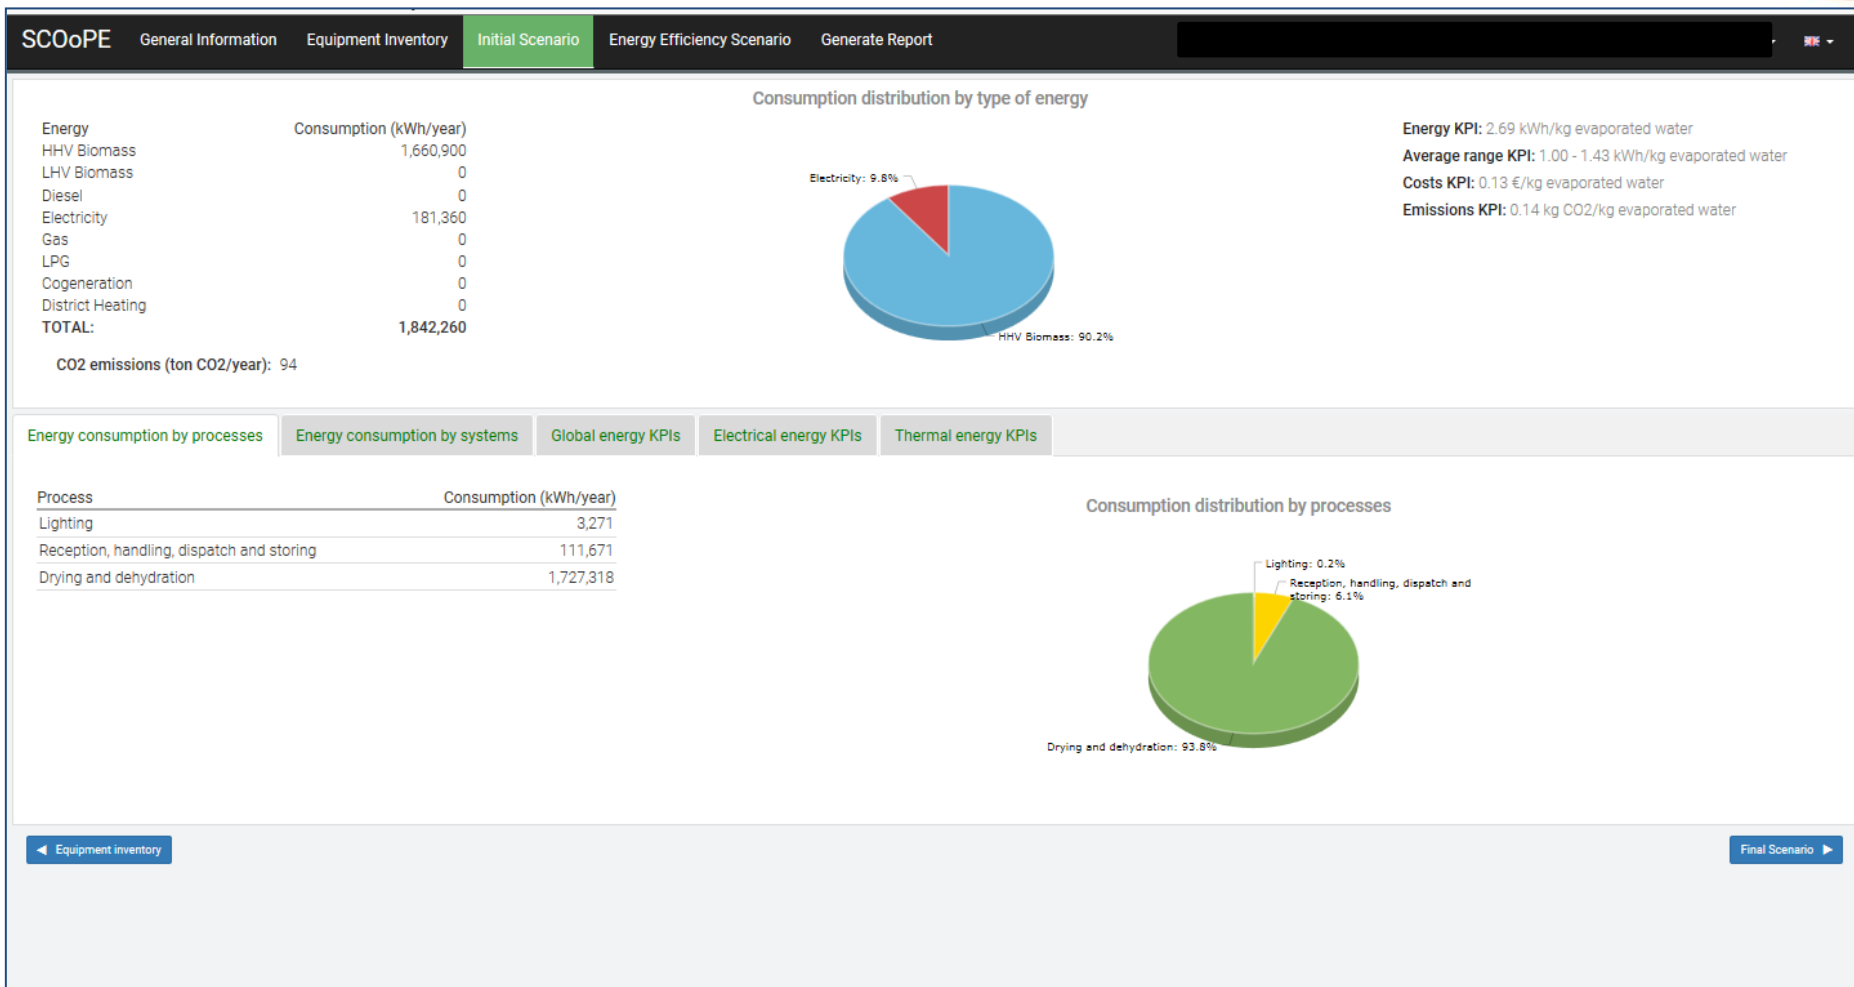 SCOoPE General Information Equipment Inventory Initial Scenario Energy Efficiency Scenario Generate Report
Consumption distribution by type of energy
Energy Consumption (kWh/year)
HHV Biomass 1,660,900
LHV Biomass 0
Diesel 0
Electricity 181,360
Gas 0
LPG 0
Cogeneration 0
District Heating 0
TOTAL: 1,842,260
CO2 emissions (ton CO2/year): 94
Electricity: 9.8%
HHV Biomass: 90.2%
Energy KPI: 2.69 kWh/kg evaporated water
Average range KPI: 1.00 - 1.43 kWh/kg evaporated water
Costs KPI: 0.13 €/kg evaporated water
Emissions KPI: 0.14 kg CO2/kg evaporated water
Energy consumption by processes Energy consumption by systems Global energy KPIs Electrical energy KPIs Thermal energy KPIs
Process Consumption (kWh/year)
Lighting 3,271
Reception, handling, dispatch and storing 111,671
Drying and dehydration 1,727,318
Consumption distribution by processes
Lighting: 0.2%
Reception, handling, dispatch and
storing: 6.1%
Drying and dehydration: 93.8%
Equipment inventory
Final Scenario